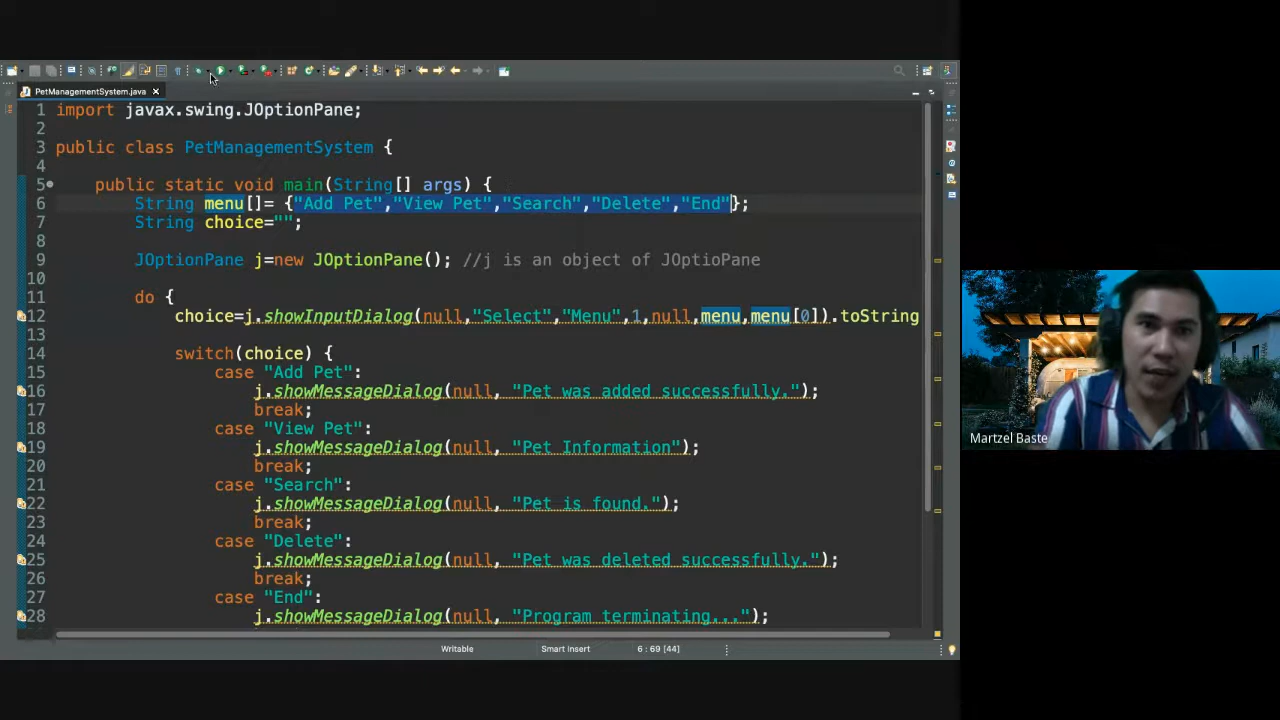 PetManagementSystem.java
1 import javax.swing.JOptionPane;
2
3 public class PetManagementSystem {
4
5 public static void main(String[] args) {
6 String menu[]= {"Add Pet","View Pet","Search","Delete","End"};
7 String choice="";
8
9 JOptionPane j=new JOptionPane(); //j is an object of JOptioPane
10
11 do {
12 choice=j.showInputDialog(null,"Select","Menu",1,null,menu,menu[0]).toString
13
14 switch(choice) {
15 case "Add Pet":
16 j.showMessageDialog(null, "Pet was added successfully.");
17 break;
18 case "View Pet":
19 j.showMessageDialog(null, "Pet Information");
20 break;
21 case "Search":
22 j.showMessageDialog(null, "Pet is found.");
23 break;
24 case "Delete":
25 j.showMessageDialog(null, "Pet was deleted successfully.");
26 break;
27 case "End":
28 j.showMessageDialog(null, "Program terminating...");
Writable Smart Insert 6 : 69 [44]
Martzel Baste